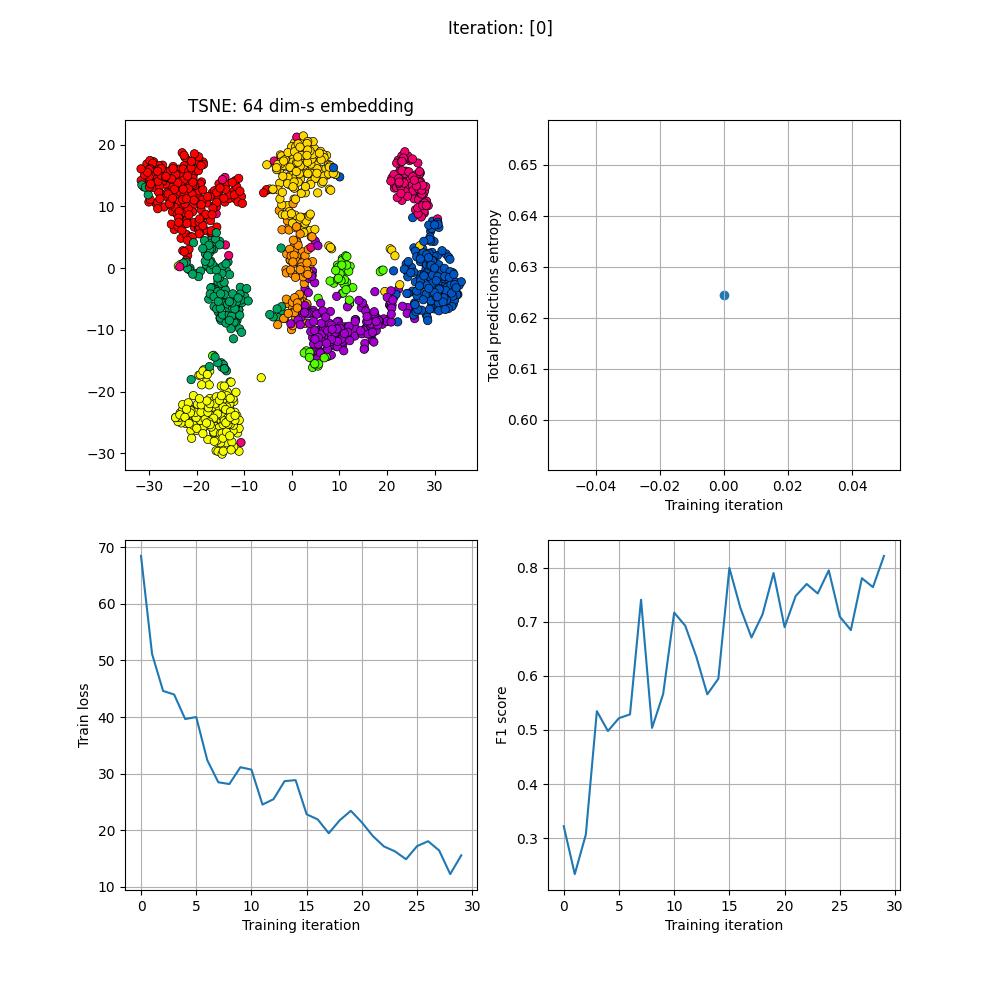 Iteration: [0]
TSNE: 64 dim-s embedding
20
10
0
−10
−20
−30
−30 −20 −10 0 10 20 30
Total predictions entropy
0.65
0.64
0.63
0.62
0.61
0.60
−0.04 −0.02 0.00 0.02 0.04
Training iteration
Train loss
70
60
50
40
30
20
10
0 5 10 15 20 25 30
Training iteration
F1 score
0.8
0.7
0.6
0.5
0.4
0.3
0 5 10 15 20 25 30
Training iteration